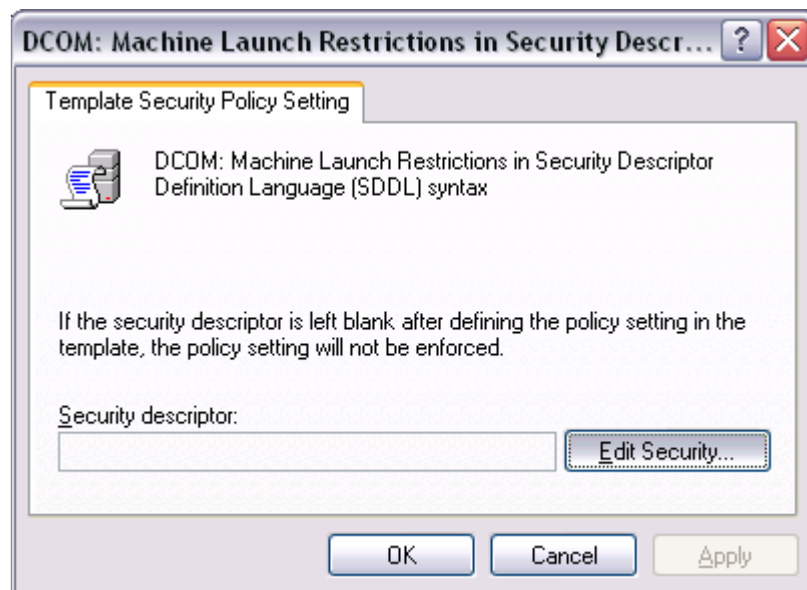 DCOM: Machine Launch Restrictions in Security Descr...
Template Security Policy Setting
DCOM: Machine Launch Restrictions in Security Descriptor
Definition Language (SDDL) syntax
If the security descriptor is left blank after defining the policy setting in the
template, the policy setting will not be enforced.
Security descriptor:
Edit Security...
OK Cancel Apply